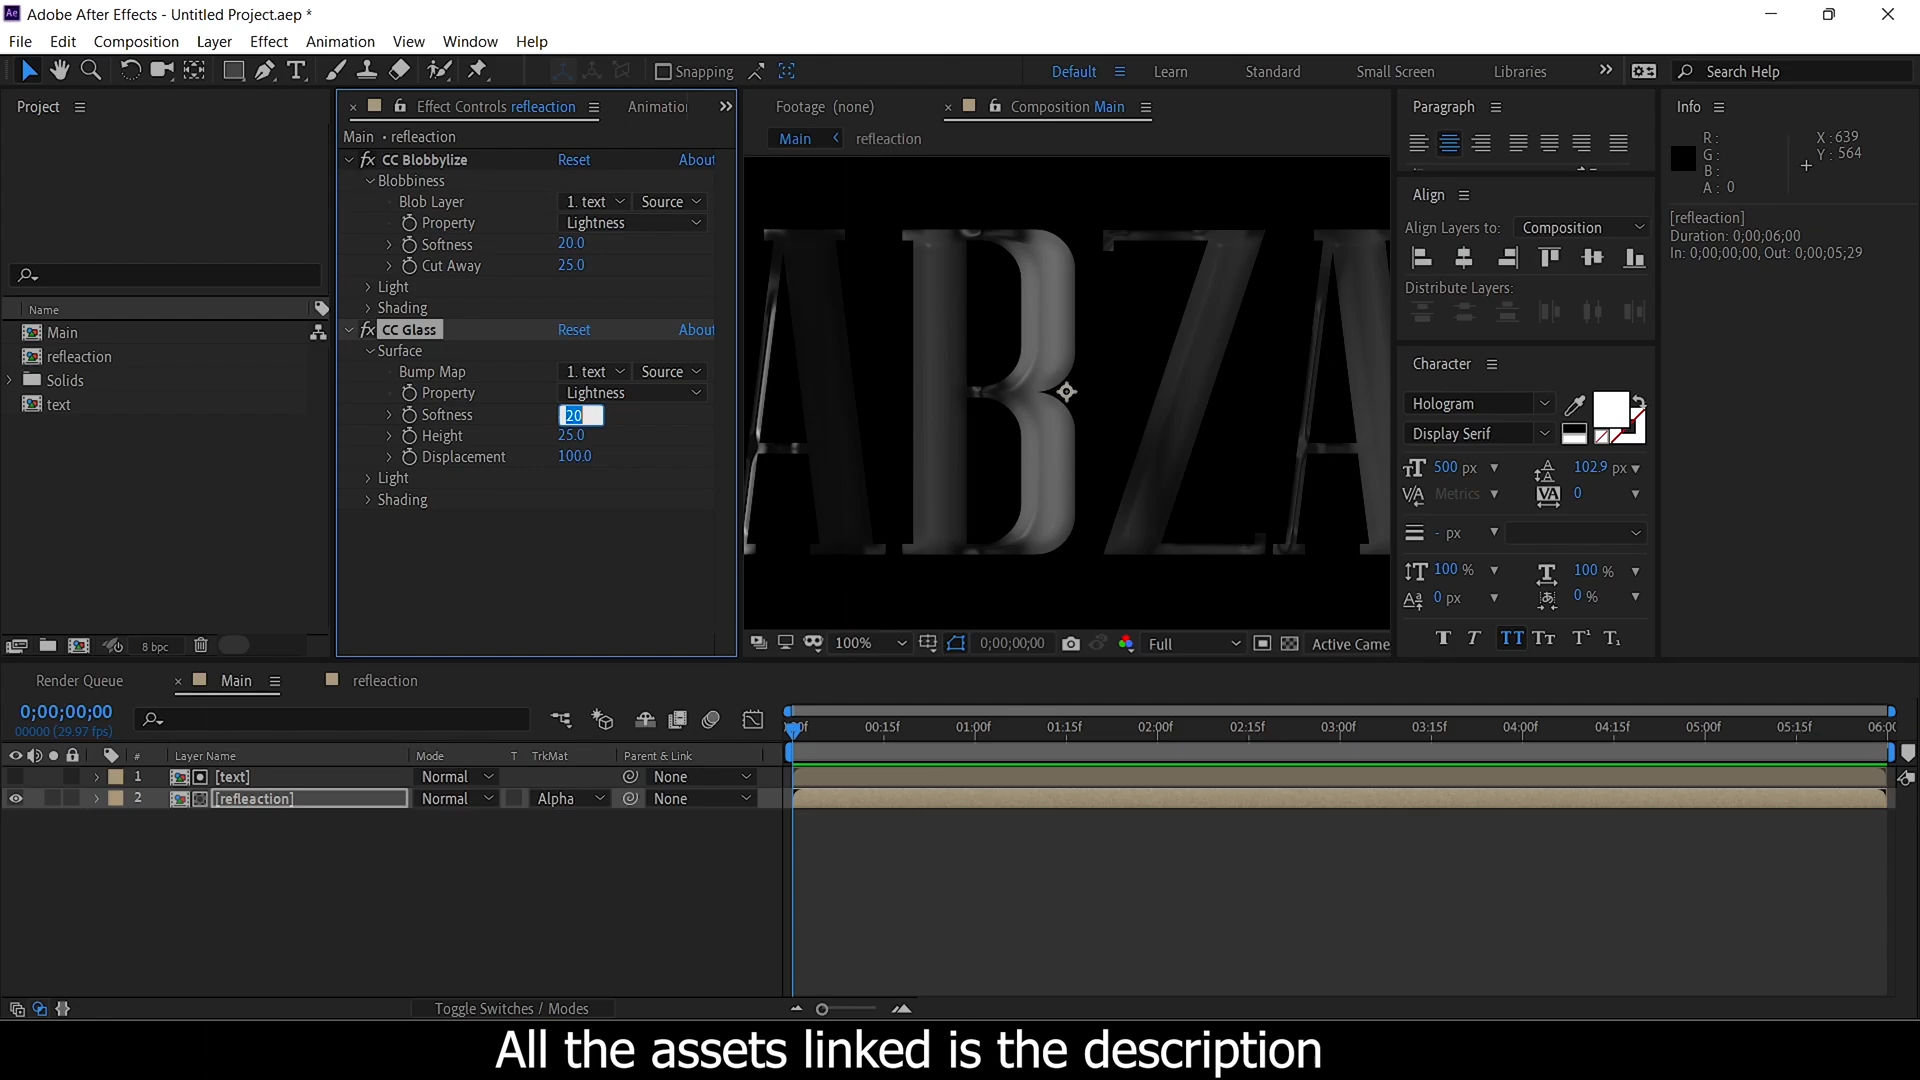 Adobe After Effects - Untitled Project.aep *
File Edit Composition Layer Effect Animation View Window Help
Snapping Default Learn Standard Small Screen Libraries Search Help
Project
Name
Main
refleaction
Solids
text
8 bpc
Effect Controls refleaction
Main • refleaction
fx CC Blobbylize Reset About
Blobbiness
Blob Layer 1. text Source
Property Lightness
Softness 20.0
Cut Away 25.0
Light
Shading
fx CC Glass Reset About
Surface
Bump Map 1. text Source
Property Lightness
Softness 20
Height 25.0
Displacement 100.0
Light
Shading
Footage (none) Composition Main
Main refleaction
ABZA
100% 0;00;00;00 Full Active Came
Paragraph
Align
Align Layers to: Composition
Distribute Layers:
Character
Hologram
Display Serif
500 px 102.9 px
Metrics 0
- px
100 % 100 %
0 px 0 %
Info
R: X : 639
G: Y : 564
B:
A: 0
[refleaction]
Duration: 0;00;06;00
In: 0;00;00;00, Out: 0;00;05;29
Render Queue Main refleaction
0;00;00;00
00000 (29.97 fps)
00:15f 01:00f 01:15f 02:00f 02:15f 03:00f 03:15f 04:00f 04:15f 05:00f 05:15f
# Layer Name Mode T TrkMat Parent & Link
1 [text] Normal None
2 [refleaction] Normal Alpha None
Toggle Switches / Modes
All the assets linked is the description